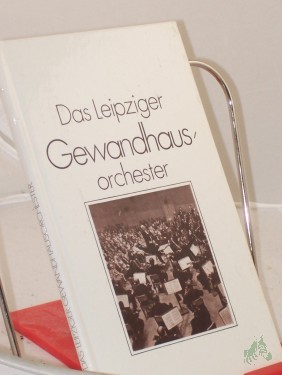 Das Leipziger
Gewandhaus-
orchester